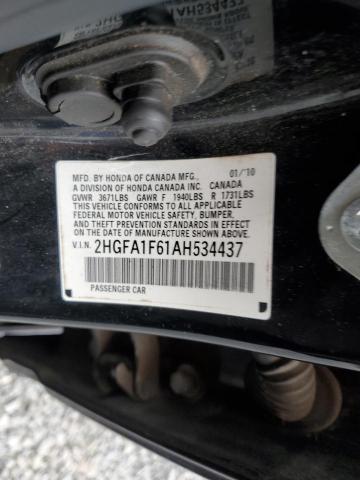 MFD. BY HONDA OF CANADA MFG., 01/10
A DIVISION OF HONDA CANADA INC. CANADA
GVWR 3671LBS GAWR F 1940LBS R 1731LBS
THIS VEHICLE CONFORMS TO ALL APPLICABLE
FEDERAL MOTOR VEHICLE SAFETY, BUMPER,
AND THEFT PREVENTION STANDARDS IN EFFECT
ON THE DATE OF MANUFACTURE SHOWN ABOVE.
V.I.N. 2HGFA1F61AH534437
PASSENGER CAR